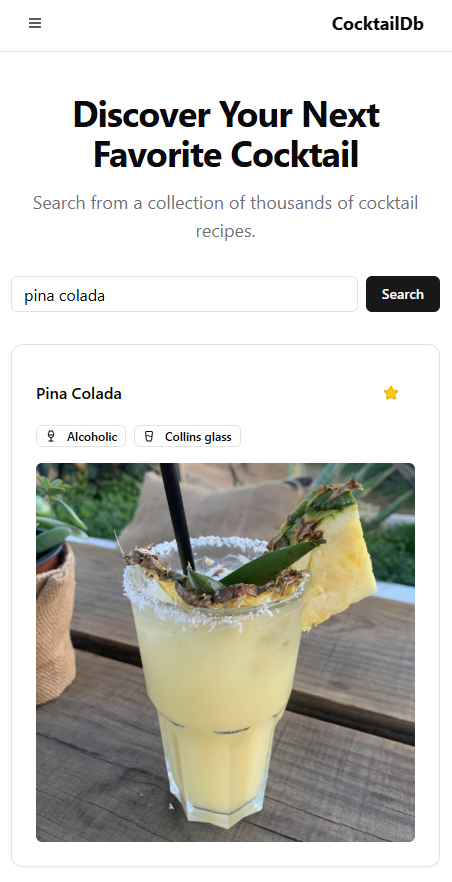 CocktailDb
Discover Your Next
Favorite Cocktail
Search from a collection of thousands of cocktail
recipes.
pina colada
Search
Pina Colada
Alcoholic
Collins glass